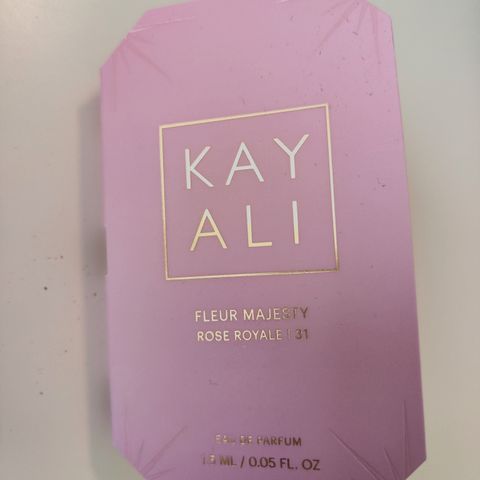 KAY
ALI
FLEUR MAJESTY
ROSE ROYALE | 31
EAU DE PARFUM
1.5 ML / 0.05 FL. OZ